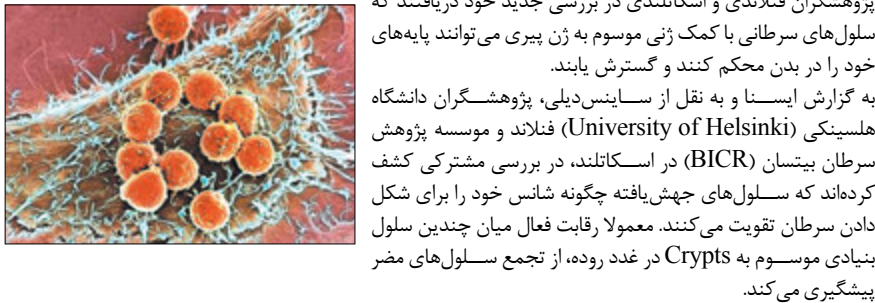 پژوهشگران فنلاندی و اسکاتلندی در بررسی جدید خود دریافتند که
سلول‌های سرطانی با کمک ژنی موسوم به ژن پیری می‌توانند پایه‌های
خود را در بدن محکم کنند و گسترش یابند.
به گزارش ایسنا و به نقل از ساینس‌دیلی، پژوهشگران دانشگاه
هلسینکی (University of Helsinki) فنلاند و موسسه پژوهش
سرطان بیتسان (BICR) در اسکاتلند، در بررسی مشترکی کشف
کرده‌اند که سلول‌های جهش‌یافته چگونه شانس خود را برای شکل
دادن سرطان تقویت می‌کنند. معمولا رقابت فعال میان چندین سلول
بنیادی موسوم به Crypts در غدد روده، از تجمع سلول‌های مضر
پیشگیری می‌کند.